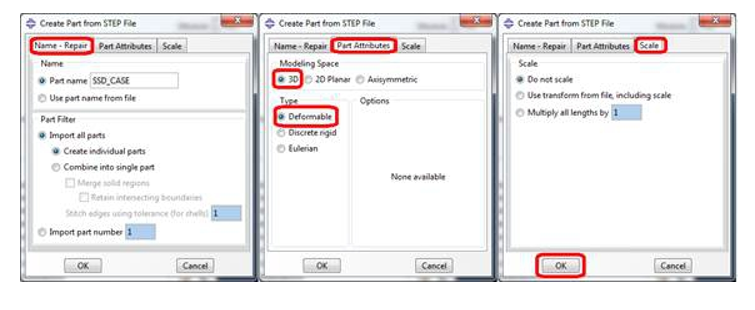 Create Part from STEP File
Name - Repair Part Attributes Scale
Name
Part name SSD_CASE
Use part name from file
Part Filter
Import all parts
Create individual parts
Combine into single part
Merge solid regions
Retain intersecting boundaries
Stitch edges using tolerance (for shells) 1
Import part number 1
OK Cancel
Create Part from STEP File
Name - Repair Part Attributes Scale
Modeling Space
3D 2D Planar Axisymmetric
Type Options
Deformable
Discrete rigid
Eulerian
None available
OK Cancel
Create Part from STEP File
Name - Repair Part Attributes Scale
Scale
Do not scale
Use transform from file, including scale
Multiply all lengths by 1
OK Cancel